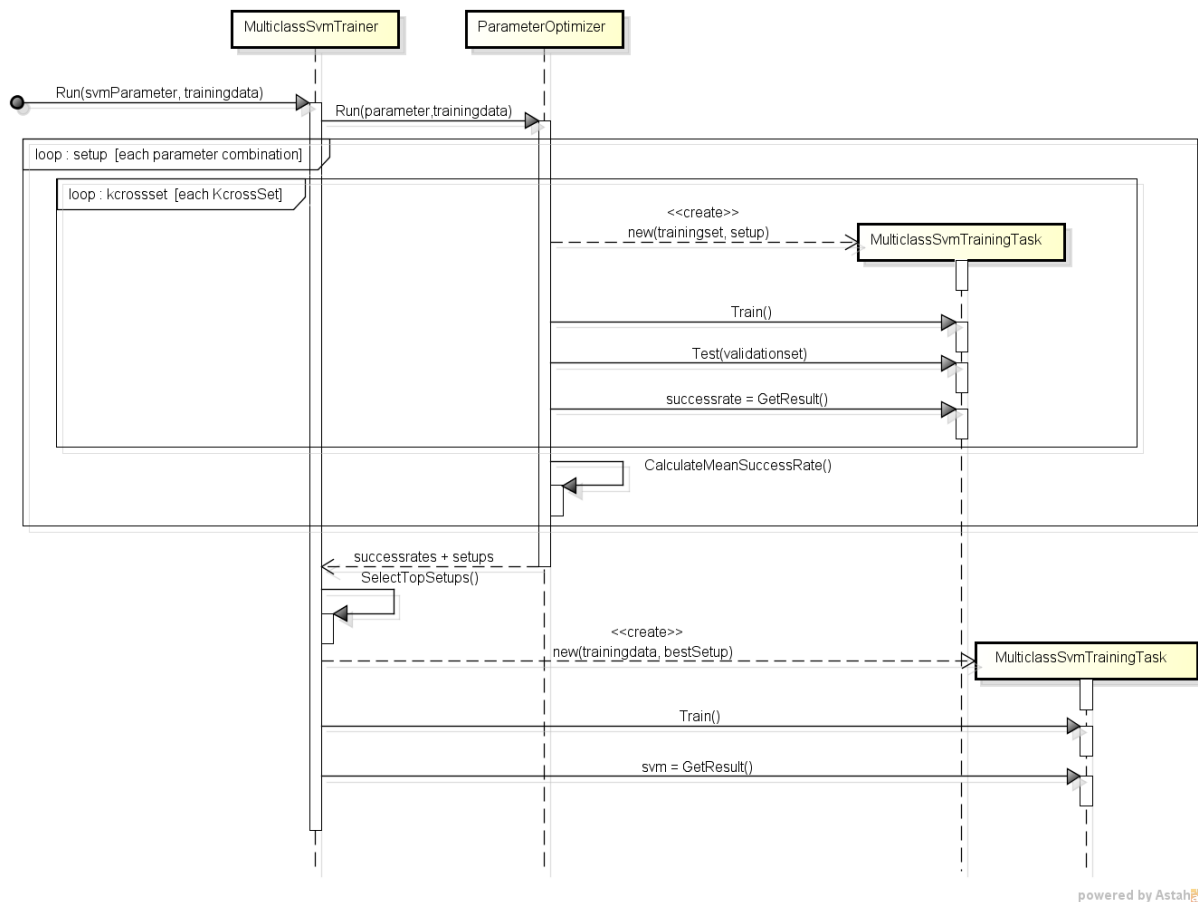 MulticlassSvmTrainer
ParameterOptimizer
Run(svmParameter, trainingdata)
Run(parameter,trainingdata)
loop : setup [each parameter combination]
loop : kcrossset [each KcrossSet]
<<create>>
new(trainingset, setup)
MulticlassSvmTrainingTask
Train()
Test(validationset)
successrate = GetResult()
CalculateMeanSuccessRate()
successrates + setups
SelectTopSetups()
<<create>>
new(trainingdata, bestSetup)
MulticlassSvmTrainingTask
Train()
svm = GetResult()
powered by Astah